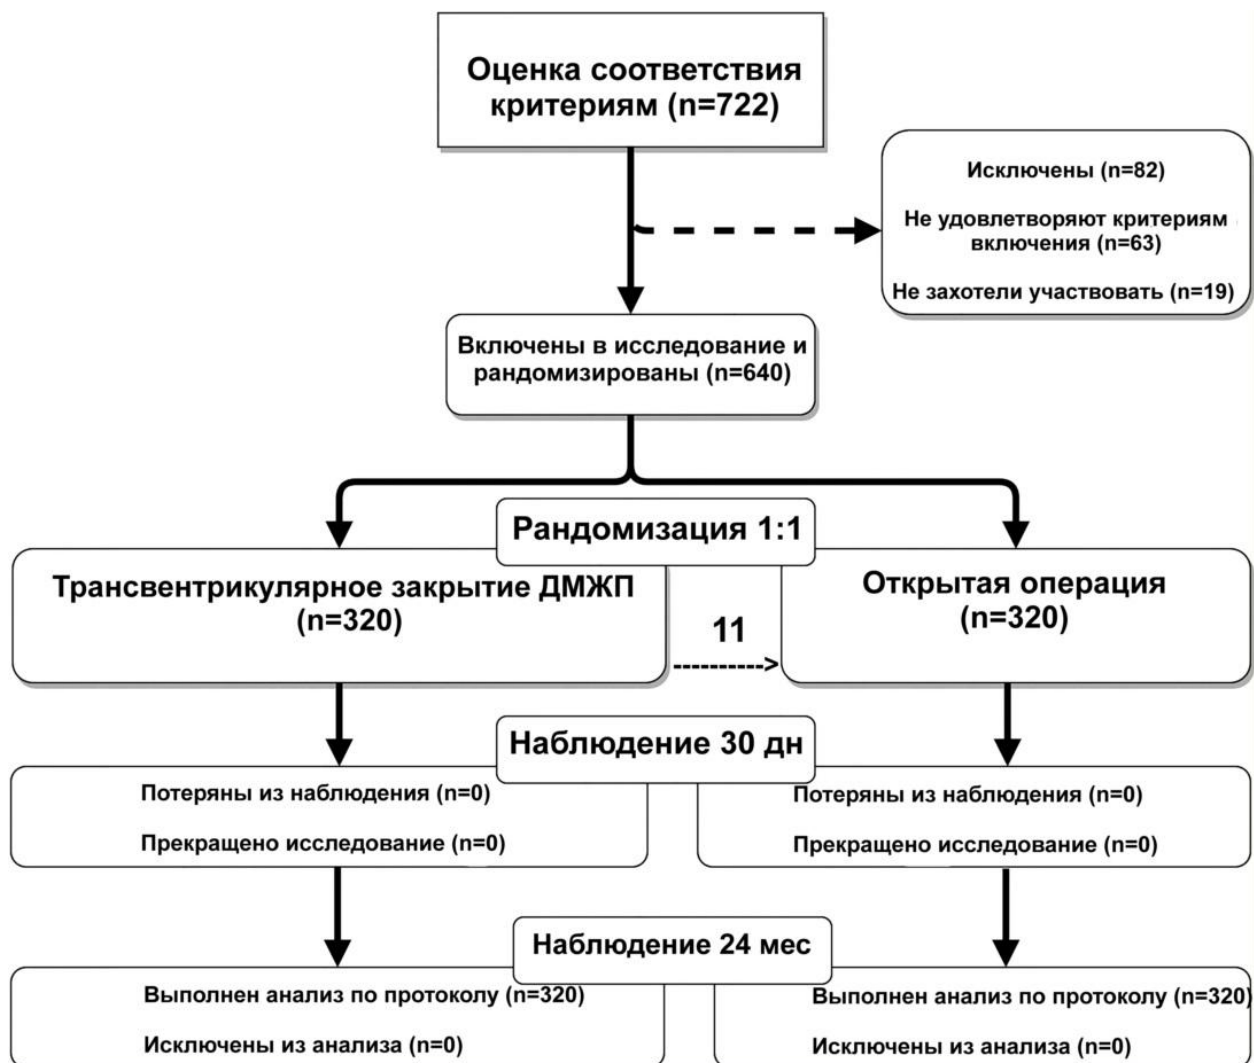 Оценка соответствия
критериям (n=722)
Исключены (n=82)
Не удовлетворяют критериям
включения (n=63)
Не захотели участвовать (n=19)
Включены в исследование и
рандомизированы (n=640)
Рандомизация 1:1
Трансвентрикулярное закрытие ДМЖП
(n=320)
11
---------->
Открытая операция
(n=320)
Наблюдение 30 дн
Потеряны из наблюдения (n=0)
Прекращено исследование (n=0)
Потеряны из наблюдения (n=0)
Прекращено исследование (n=0)
Наблюдение 24 мес
Выполнен анализ по протоколу (n=320)
Исключены из анализа (n=0)
Выполнен анализ по протоколу (n=320)
Исключены из анализа (n=0)